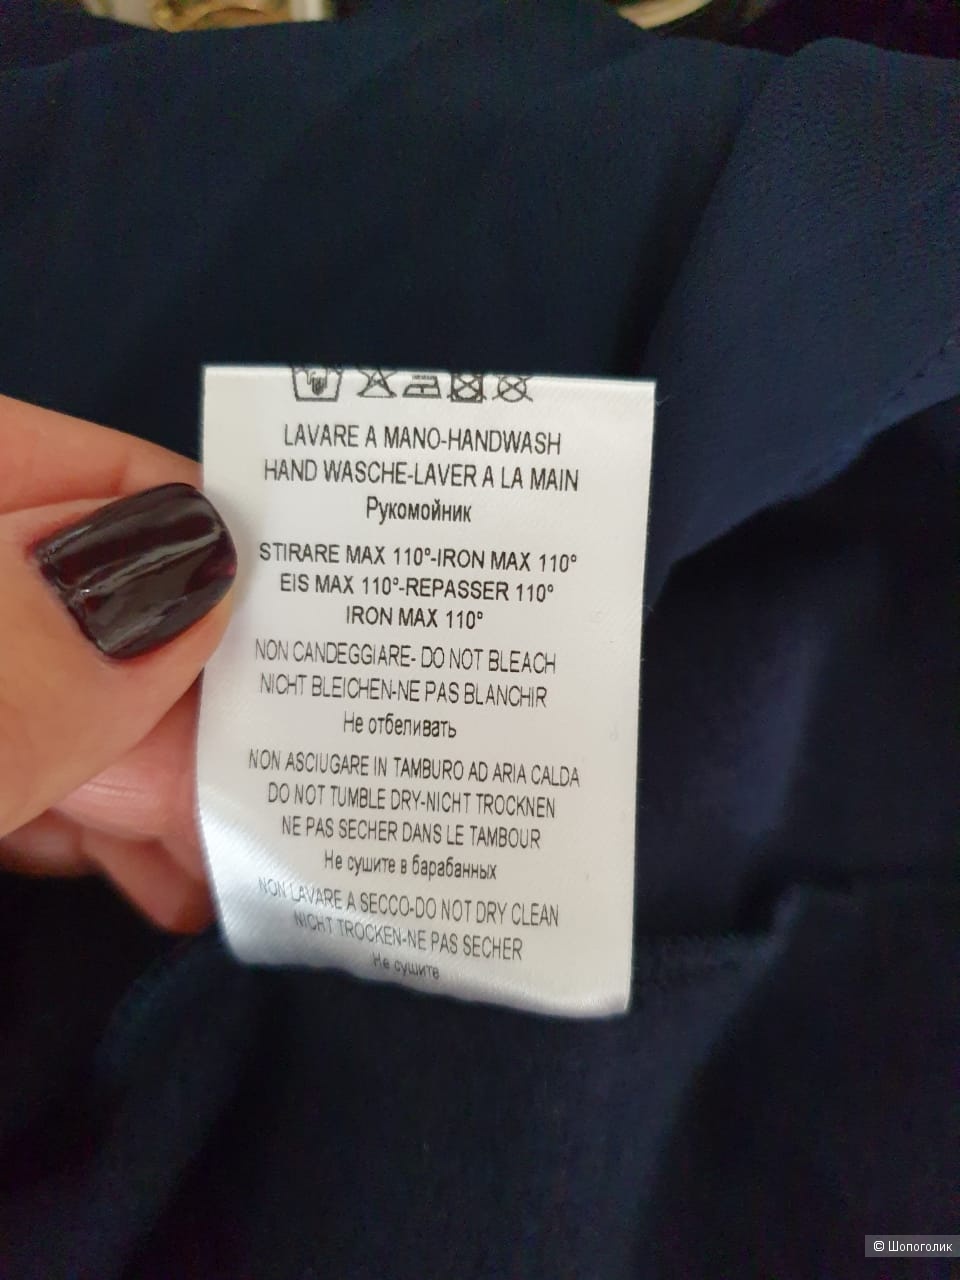 LAVARE A MANO-HANDWASH
HAND WASCHE-LAVER A LA MAIN
Рукомойник
STIRARE MAX 110°-IRON MAX 110°
EIS MAX 110°-REPASSER 110°
IRON MAX 110°
NON CANDEGGIARE- DO NOT BLEACH
NICHT BLEICHEN-NE PAS BLANCHIR
Не отбеливать
NON ASCIUGARE IN TAMBURO AD ARIA CALDA
DO NOT TUMBLE DRY-NICHT TROCKNEN
NE PAS SECHER DANS LE TAMBOUR
Не сушите в барабанных
NON LAVARE A SECCO-DO NOT DRY CLEAN
NICHT TROCKEN-NE PAS SECHER
Не сушите
© Шопоголик